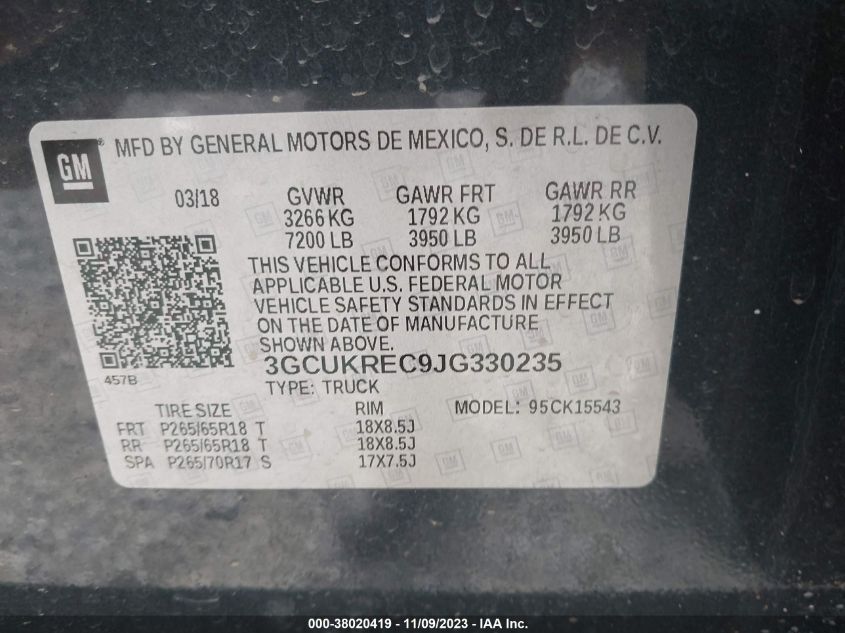 GM
MFD BY GENERAL MOTORS DE MEXICO, S. DE R.L. DE C.V.
03/18 GVWR GAWR FRT GAWR RR
3266 KG 1792 KG 1792 KG
7200 LB 3950 LB 3950 LB
THIS VEHICLE CONFORMS TO ALL
APPLICABLE U.S. FEDERAL MOTOR
VEHICLE SAFETY STANDARDS IN EFFECT
ON THE DATE OF MANUFACTURE
SHOWN ABOVE.
457B
3GCUKREC9JG330235
TYPE: TRUCK
TIRE SIZE RIM MODEL: 95CK15543
FRT P265/65R18 T 18X8.5J
RR P265/65R18 T 18X8.5J
SPA P265/70R17 S 17X7.5J
000-38020419 - 11/09/2023 - IAA Inc.